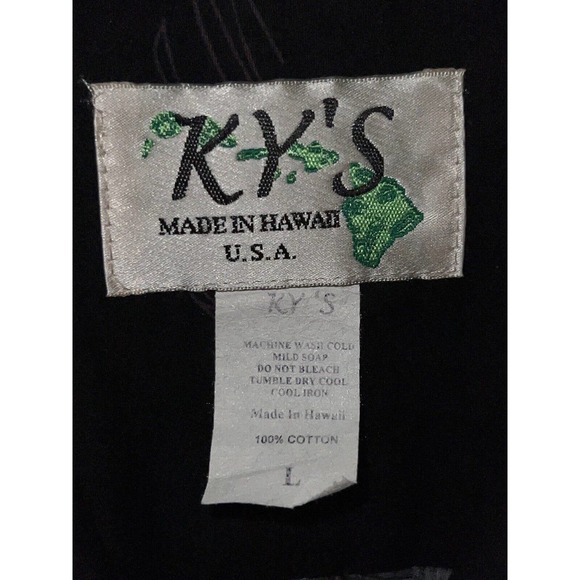 KY'S
MADE IN HAWAII
U.S.A.
KY'S
MACHINE WASH COLD
MILD SOAP
DO NOT BLEACH
TUMBLE DRY COOL
COOL IRON
Made In Hawaii
100% COTTON
L